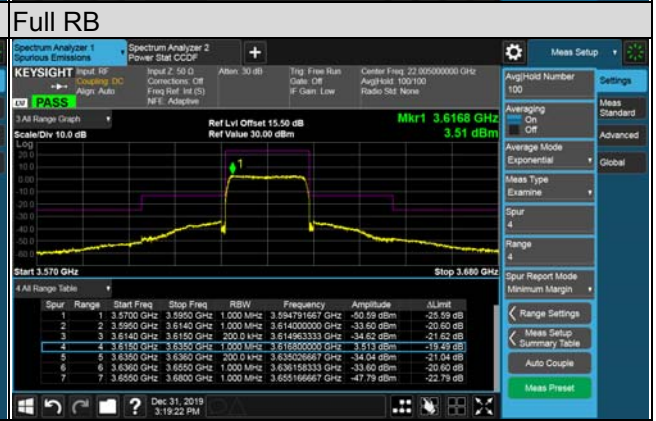 Full RB
Spectrum Analyzer 1
Spurious Emissions
Spectrum Analyzer 2
Power Stat CCDF
+
Meas Setup
KEYSIGHT
Input: RF
Coupling: DC
Align: Auto
Input Z: 50 Ω
Corrections: Off
Freq Ref: Int (S)
NFE: Adaptive
Atten: 30 dB
Trig: Free Run
Gate: Off
IF Gain: Low
Center Freq: 22.005000000 GHz
Avg|Hold: 100/100
Radio Std: None
PASS
3 All Range Graph
Scale/Div 10.0 dB
Ref Lvl Offset 15.50 dB
Ref Value 30.00 dBm
Mkr1 3.6168 GHz
3.51 dBm
Log
20.0
10.0
0.00
-10.0
-20.0
-30.0
-40.0
-50.0
-60.0
1
Start 3.570 GHz
Stop 3.680 GHz
4 All Range Table
Spur Range Start Freq Stop Freq RBW Frequency Amplitude ΔLimit
1 1 3.5700 GHz 3.5950 GHz 1.000 MHz 3.594791667 GHz -50.59 dBm -25.59 dB
2 2 3.5950 GHz 3.6140 GHz 1.000 MHz 3.614000000 GHz -33.60 dBm -20.60 dB
3 3 3.6140 GHz 3.6150 GHz 200.0 kHz 3.614963333 GHz -34.62 dBm -21.62 dB
4 4 3.6150 GHz 3.6350 GHz 1.000 MHz 3.616800000 GHz 3.513 dBm -19.49 dB
5 5 3.6350 GHz 3.6360 GHz 200.0 kHz 3.635026667 GHz -34.04 dBm -21.04 dB
6 6 3.6360 GHz 3.6550 GHz 1.000 MHz 3.636158333 GHz -33.60 dBm -20.60 dB
7 7 3.6550 GHz 3.6800 GHz 1.000 MHz 3.655166667 GHz -47.79 dBm -22.79 dB
Avg|Hold Number
100
Averaging
On
Off
Average Mode
Exponential
Meas Type
Examine
Spur
4
Range
4
Spur Report Mode
Minimum Margin
Range Settings
Meas Setup
Summary Table
Auto Couple
Meas Preset
Settings
Meas
Standard
Advanced
Global
?
Dec 31, 2019
3:19:22 PM